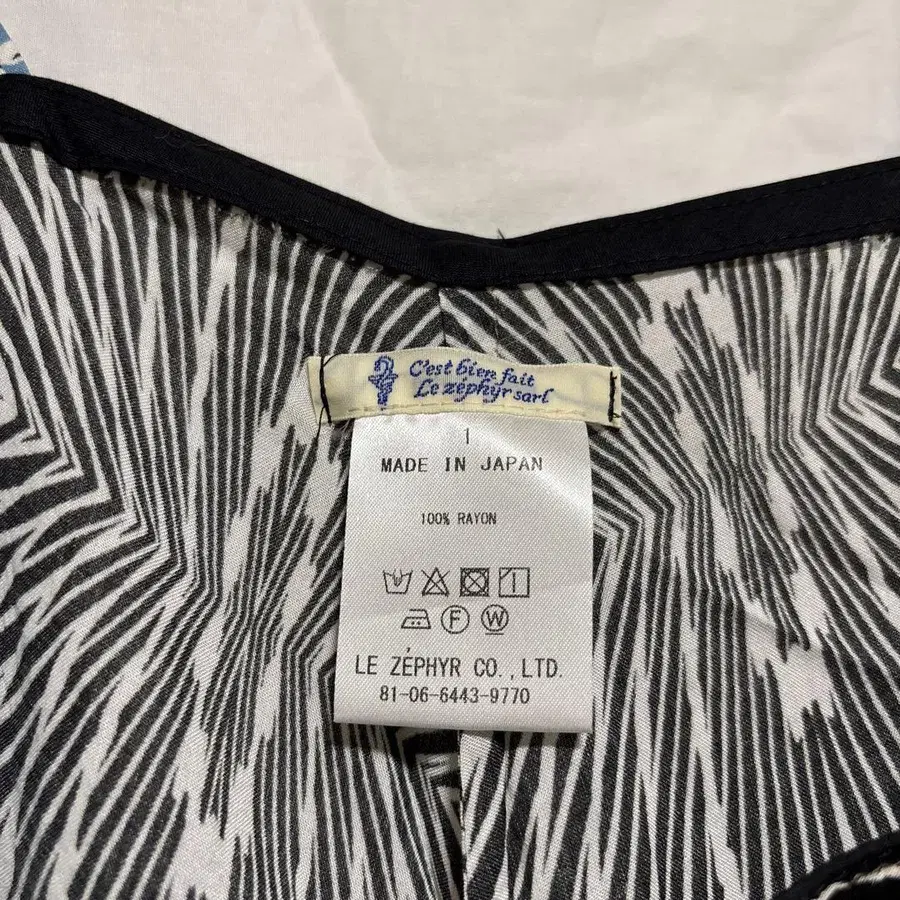 C'est bien fait
Le zéphyr sarl
1
MADE IN JAPAN
100% RAYON
F W
LE ZÉPHYR CO.,LTD.
81-06-6443-9770